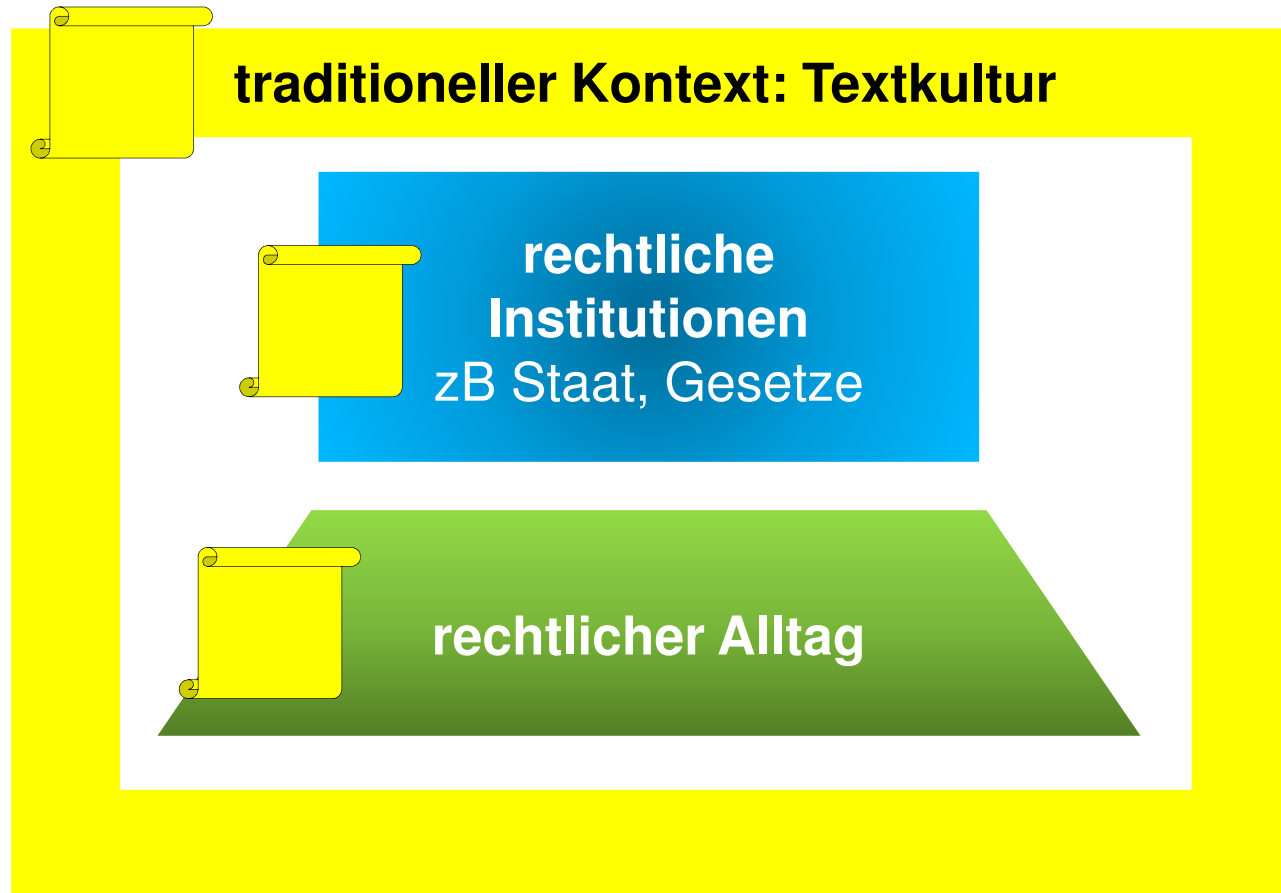 traditioneller Kontext: Textkultur
rechtliche
Institutionen
zB Staat, Gesetze
rechtlicher Alltag